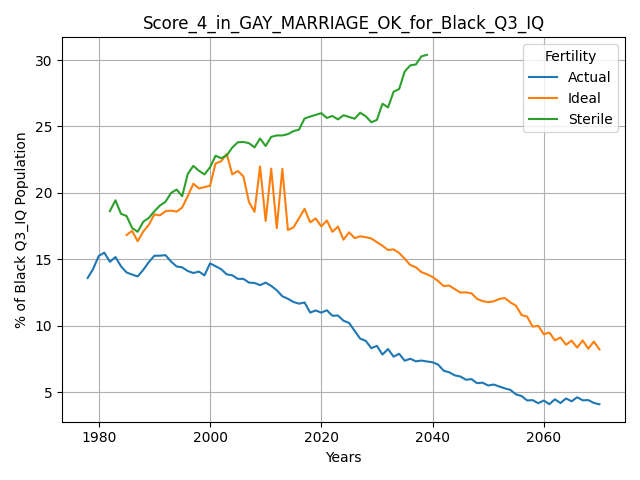 Score_4_in_GAY_MARRIAGE_OK_for_Black_Q3_IQ
Fertility
Actual
Ideal
Sterile
% of Black Q3_IQ Population
30
25
20
15
10
5
1980
2000
2020
2040
2060
Years